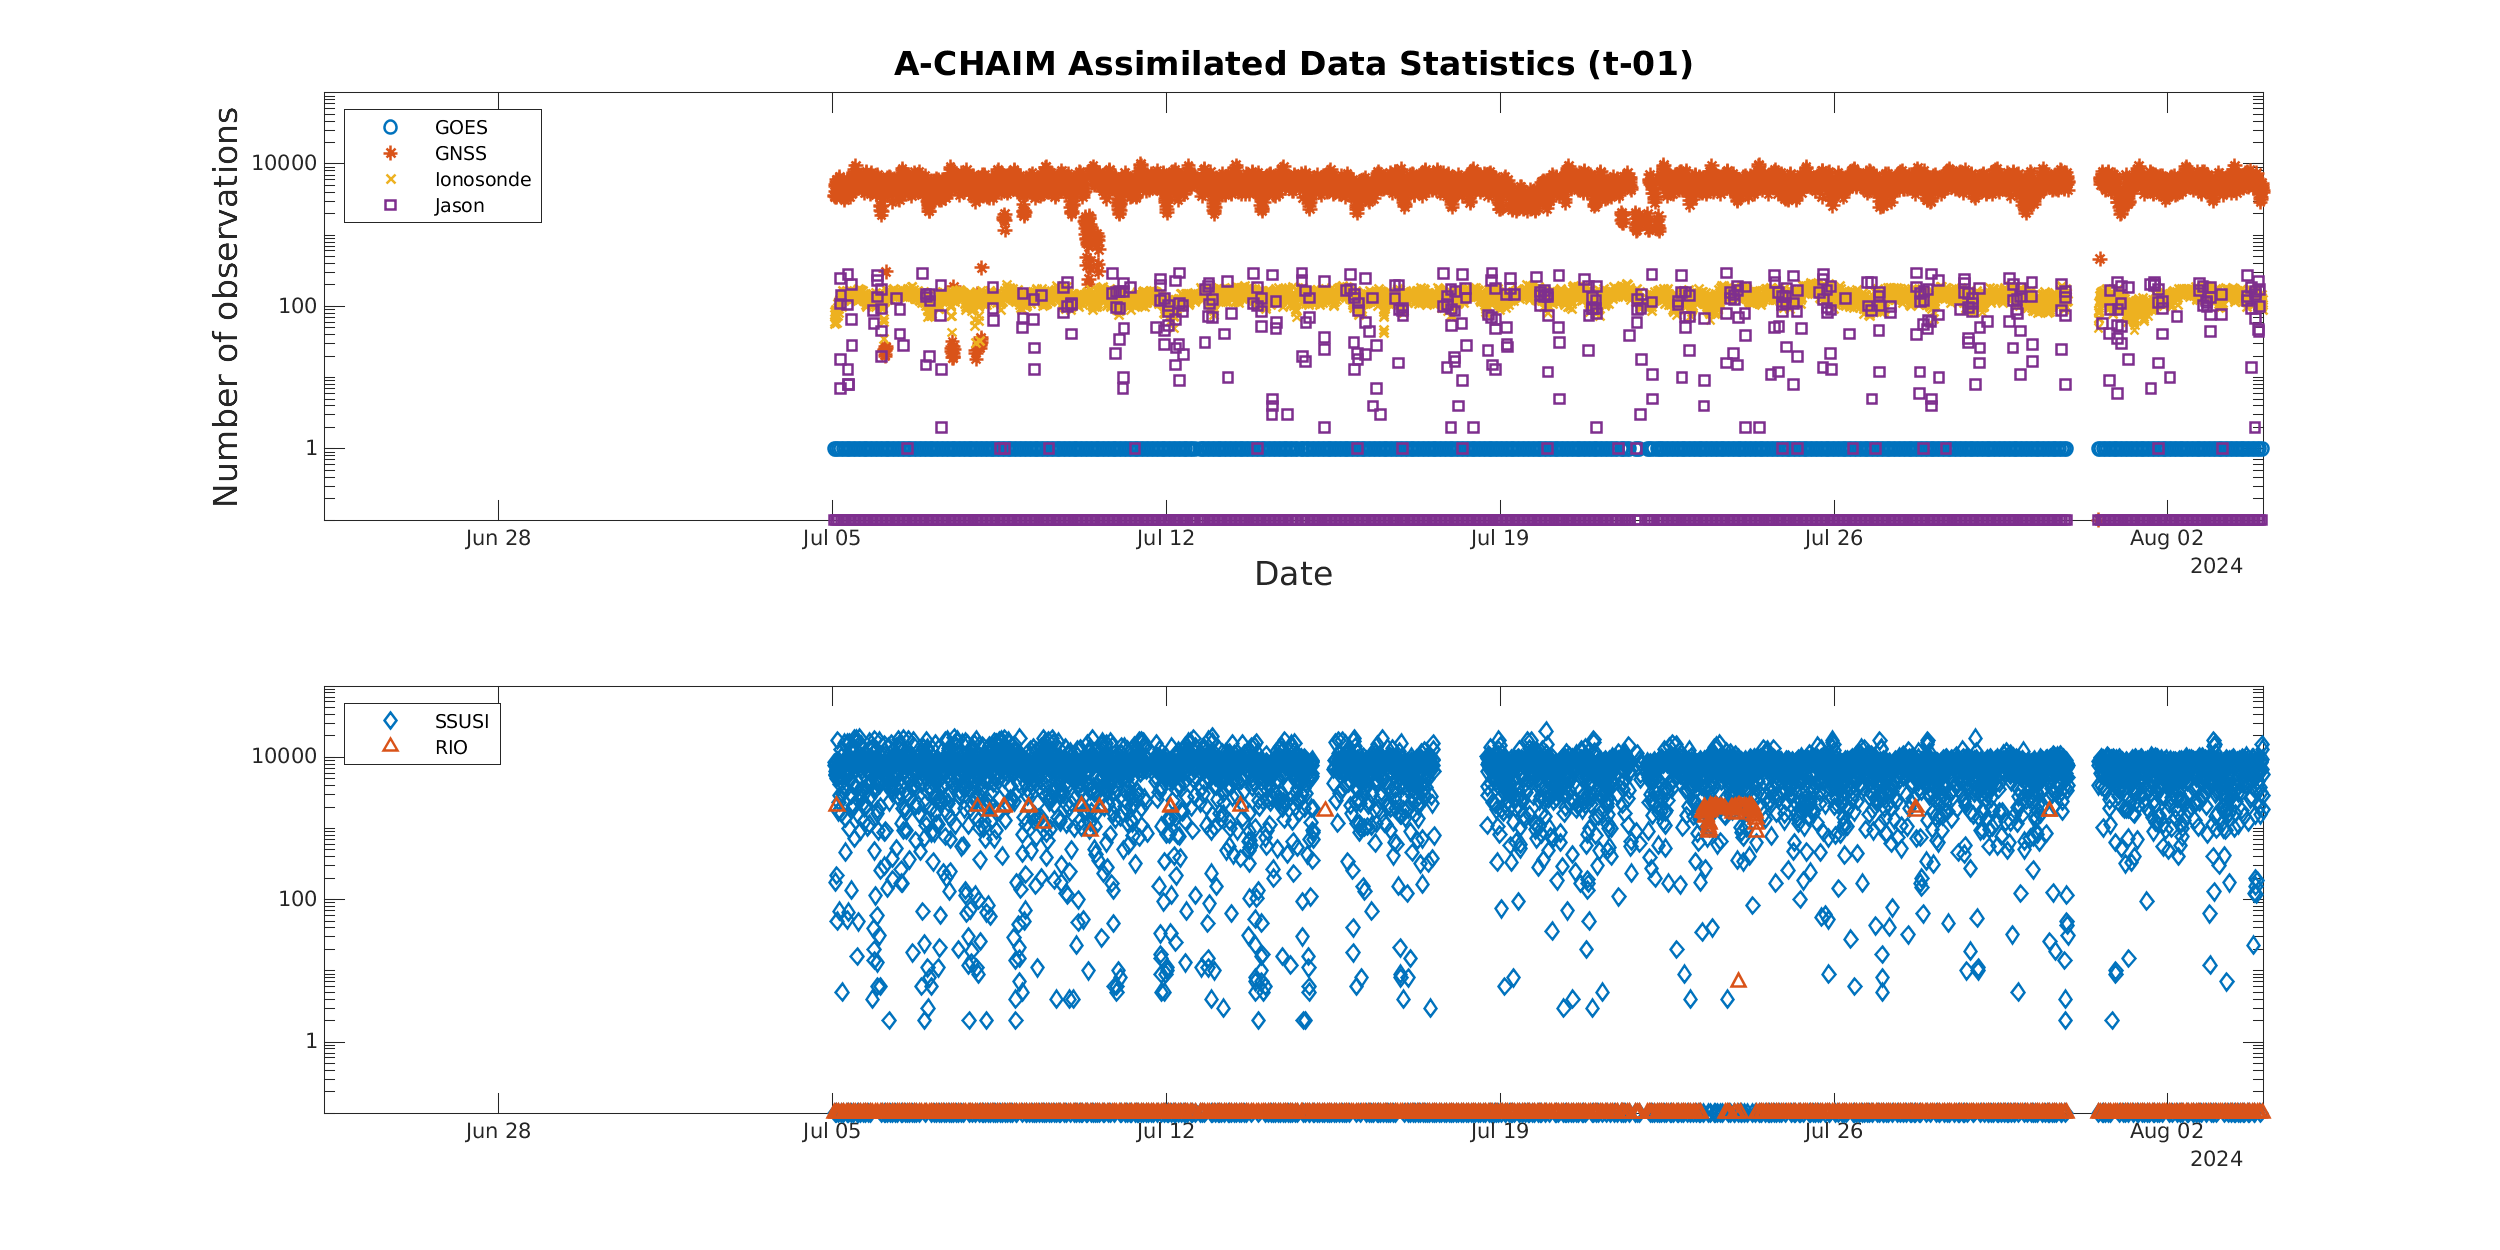 A-CHAIM Assimilated Data Statistics (t-01)
Number of observations
10000
100
1
GOES
GNSS
Ionosonde
Jason
Jun 28
Jul 05
Jul 12
Jul 19
Jul 26
Aug 02
2024
Date
10000
100
1
SSUSI
RIO
Jun 28
Jul 05
Jul 12
Jul 19
Jul 26
Aug 02
2024